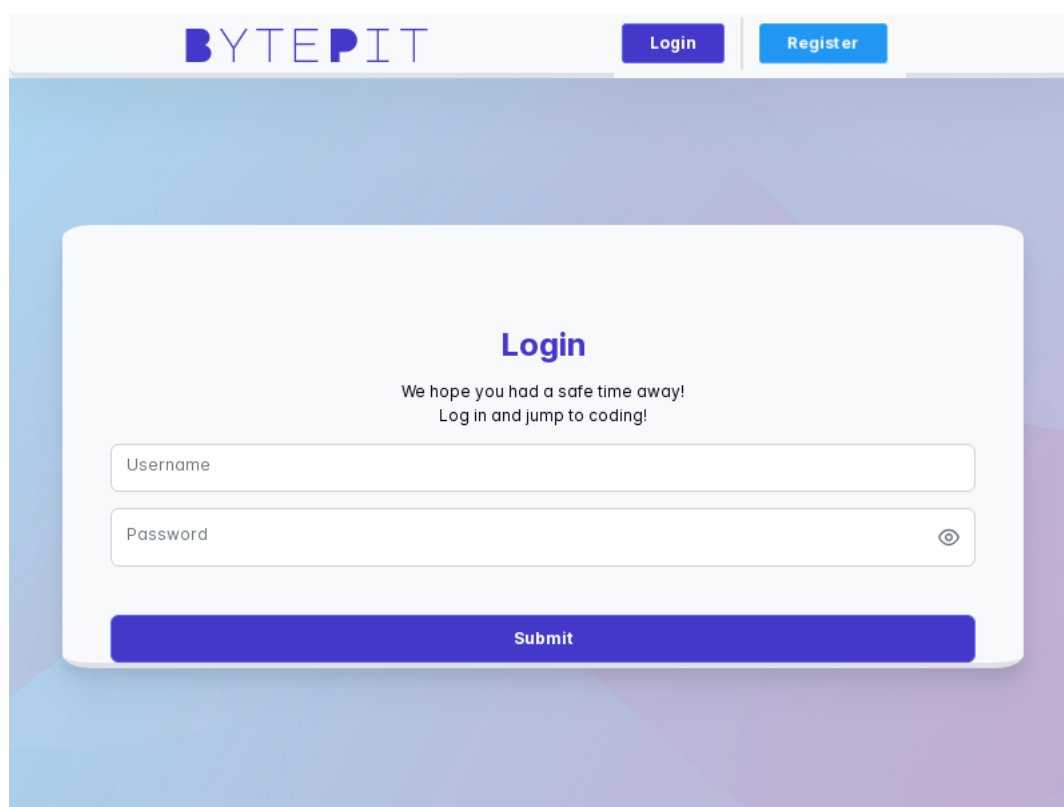 BYTEPIT
Login
Register
Login
We hope you had a safe time away!
Log in and jump to coding!
Username
Password
Submit